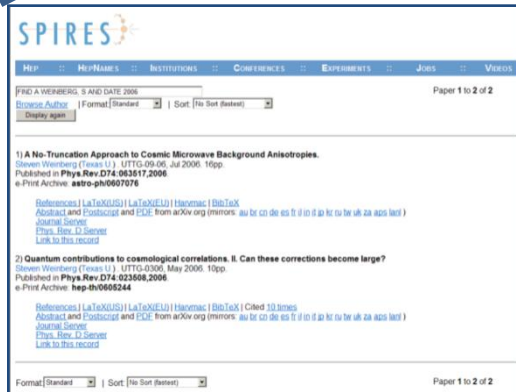 SPIRES
HEP :: HEPNAMES :: INSTITUTIONS :: CONFERENCES :: EXPERIMENTS :: JOBS :: VIDEOS
FIND A WEINBERG, S AND DATE 2006 Paper 1 to 2 of 2
Browse Author | Format: Standard | Sort: No Sort (fastest)
Display again
1) A No-Truncation Approach to Cosmic Microwave Background Anisotropies.
Steven Weinberg (Texas U.) . UTTG-09-06, Jul 2006. 16pp.
Published in Phys.Rev.D74:063517,2006.
e-Print Archive: astro-ph/0607076
References | LaTeX(US) | LaTeX(EU) | Harvmac | BibTeX
Abstract and Postscript and PDF from arXiv.org (mirrors: au br cn de es fr il in it jp kr ru tw uk za aps lanl )
Journal Server
Phys. Rev. D Server
Link to this record
2) Quantum contributions to cosmological correlations. II. Can these corrections become large?
Steven Weinberg (Texas U.) . UTTG-0306, May 2006. 10pp.
Published in Phys.Rev.D74:023508,2006.
e-Print Archive: hep-th/0605244
References | LaTeX(US) | LaTeX(EU) | Harvmac | BibTeX | Cited 10 times
Abstract and Postscript and PDF from arXiv.org (mirrors: au br cn de es fr il in it jp kr ru tw uk za aps lanl )
Journal Server
Phys. Rev. D Server
Link to this record
Format: Standard | Sort: No Sort (fastest) Paper 1 to 2 of 2